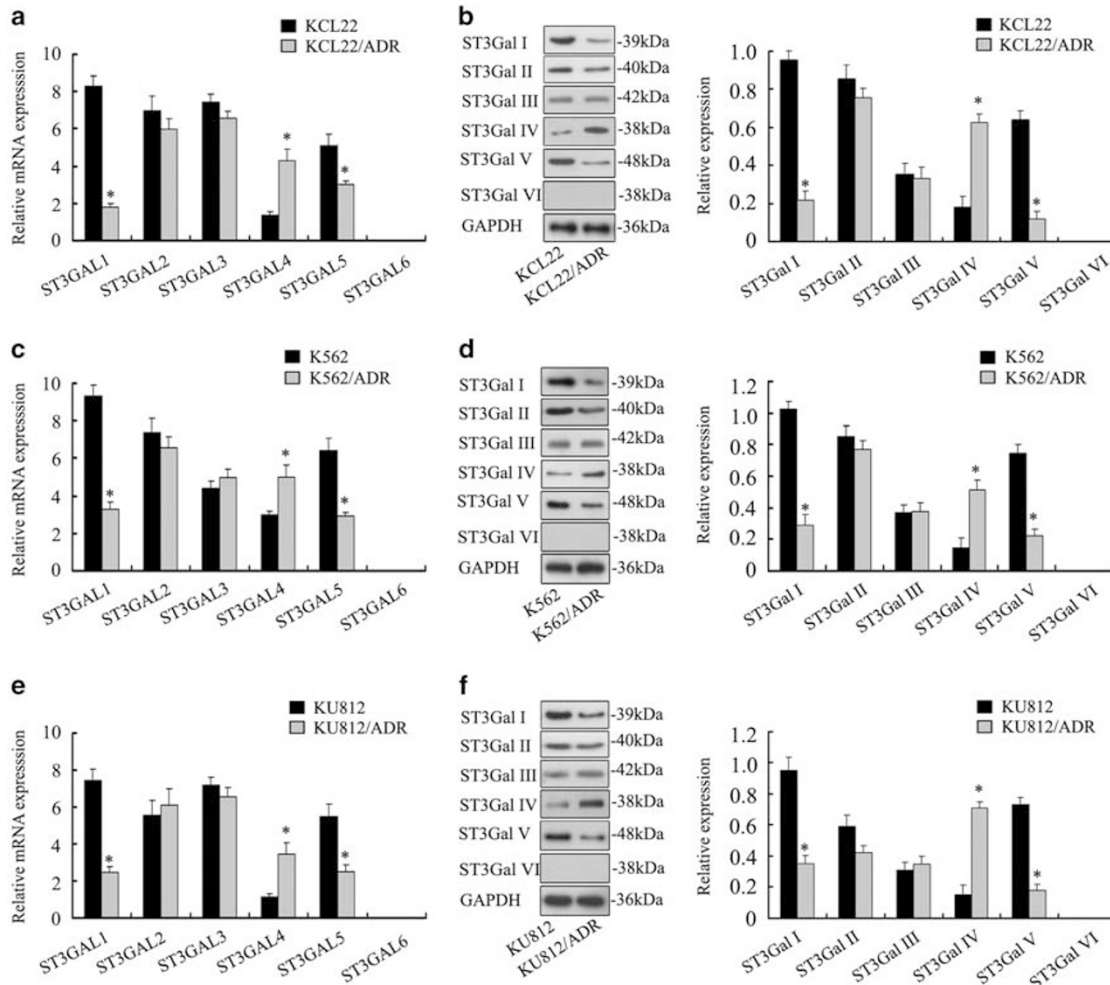 a
KCL22
KCL22/ADR
Relative mRNA expresssion
10
8
6
4
2
0
*
*
*
ST3GAL1
ST3GAL2
ST3GAL3
ST3GAL4
ST3GAL5
ST3GAL6
b
ST3Gal I
-39kDa
ST3Gal II
-40kDa
ST3Gal III
-42kDa
ST3Gal IV
-38kDa
ST3Gal V
-48kDa
ST3Gal VI
-38kDa
GAPDH
-36kDa
KCL22
KCL22/ADR
KCL22
KCL22/ADR
Relative expression
1.0
0.8
0.6
0.4
0.2
0
*
*
*
ST3Gal I
ST3Gal II
ST3Gal III
ST3Gal IV
ST3Gal V
ST3Gal VI
c
K562
K562/ADR
Relative mRNA expression
10
8
6
4
2
0
*
*
*
ST3GAL1
ST3GAL2
ST3GAL3
ST3GAL4
ST3GAL5
ST3GAL6
d
ST3Gal I
-39kDa
ST3Gal II
-40kDa
ST3Gal III
-42kDa
ST3Gal IV
-38kDa
ST3Gal V
-48kDa
ST3Gal VI
-38kDa
GAPDH
-36kDa
K562
K562/ADR
K562
K562/ADR
Relative expression
1.2
1.0
0.8
0.6
0.4
0.2
0
*
*
*
ST3Gal I
ST3Gal II
ST3Gal III
ST3Gal IV
ST3Gal V
ST3Gal VI
e
KU812
KU812/ADR
Relative mRNA expression
10
8
6
4
2
0
*
*
*
ST3GAL1
ST3GAL2
ST3GAL3
ST3GAL4
ST3GAL5
ST3GAL6
f
ST3Gal I
-39kDa
ST3Gal II
-40kDa
ST3Gal III
-42kDa
ST3Gal IV
-38kDa
ST3Gal V
-48kDa
ST3Gal VI
-38kDa
GAPDH
-36kDa
KU812
KU812/ADR
KU812
KU812/ADR
Relative expression
1.2
1.0
0.8
0.6
0.4
0.2
0
*
*
*
ST3Gal I
ST3Gal II
ST3Gal III
ST3Gal IV
ST3Gal V
ST3Gal VI